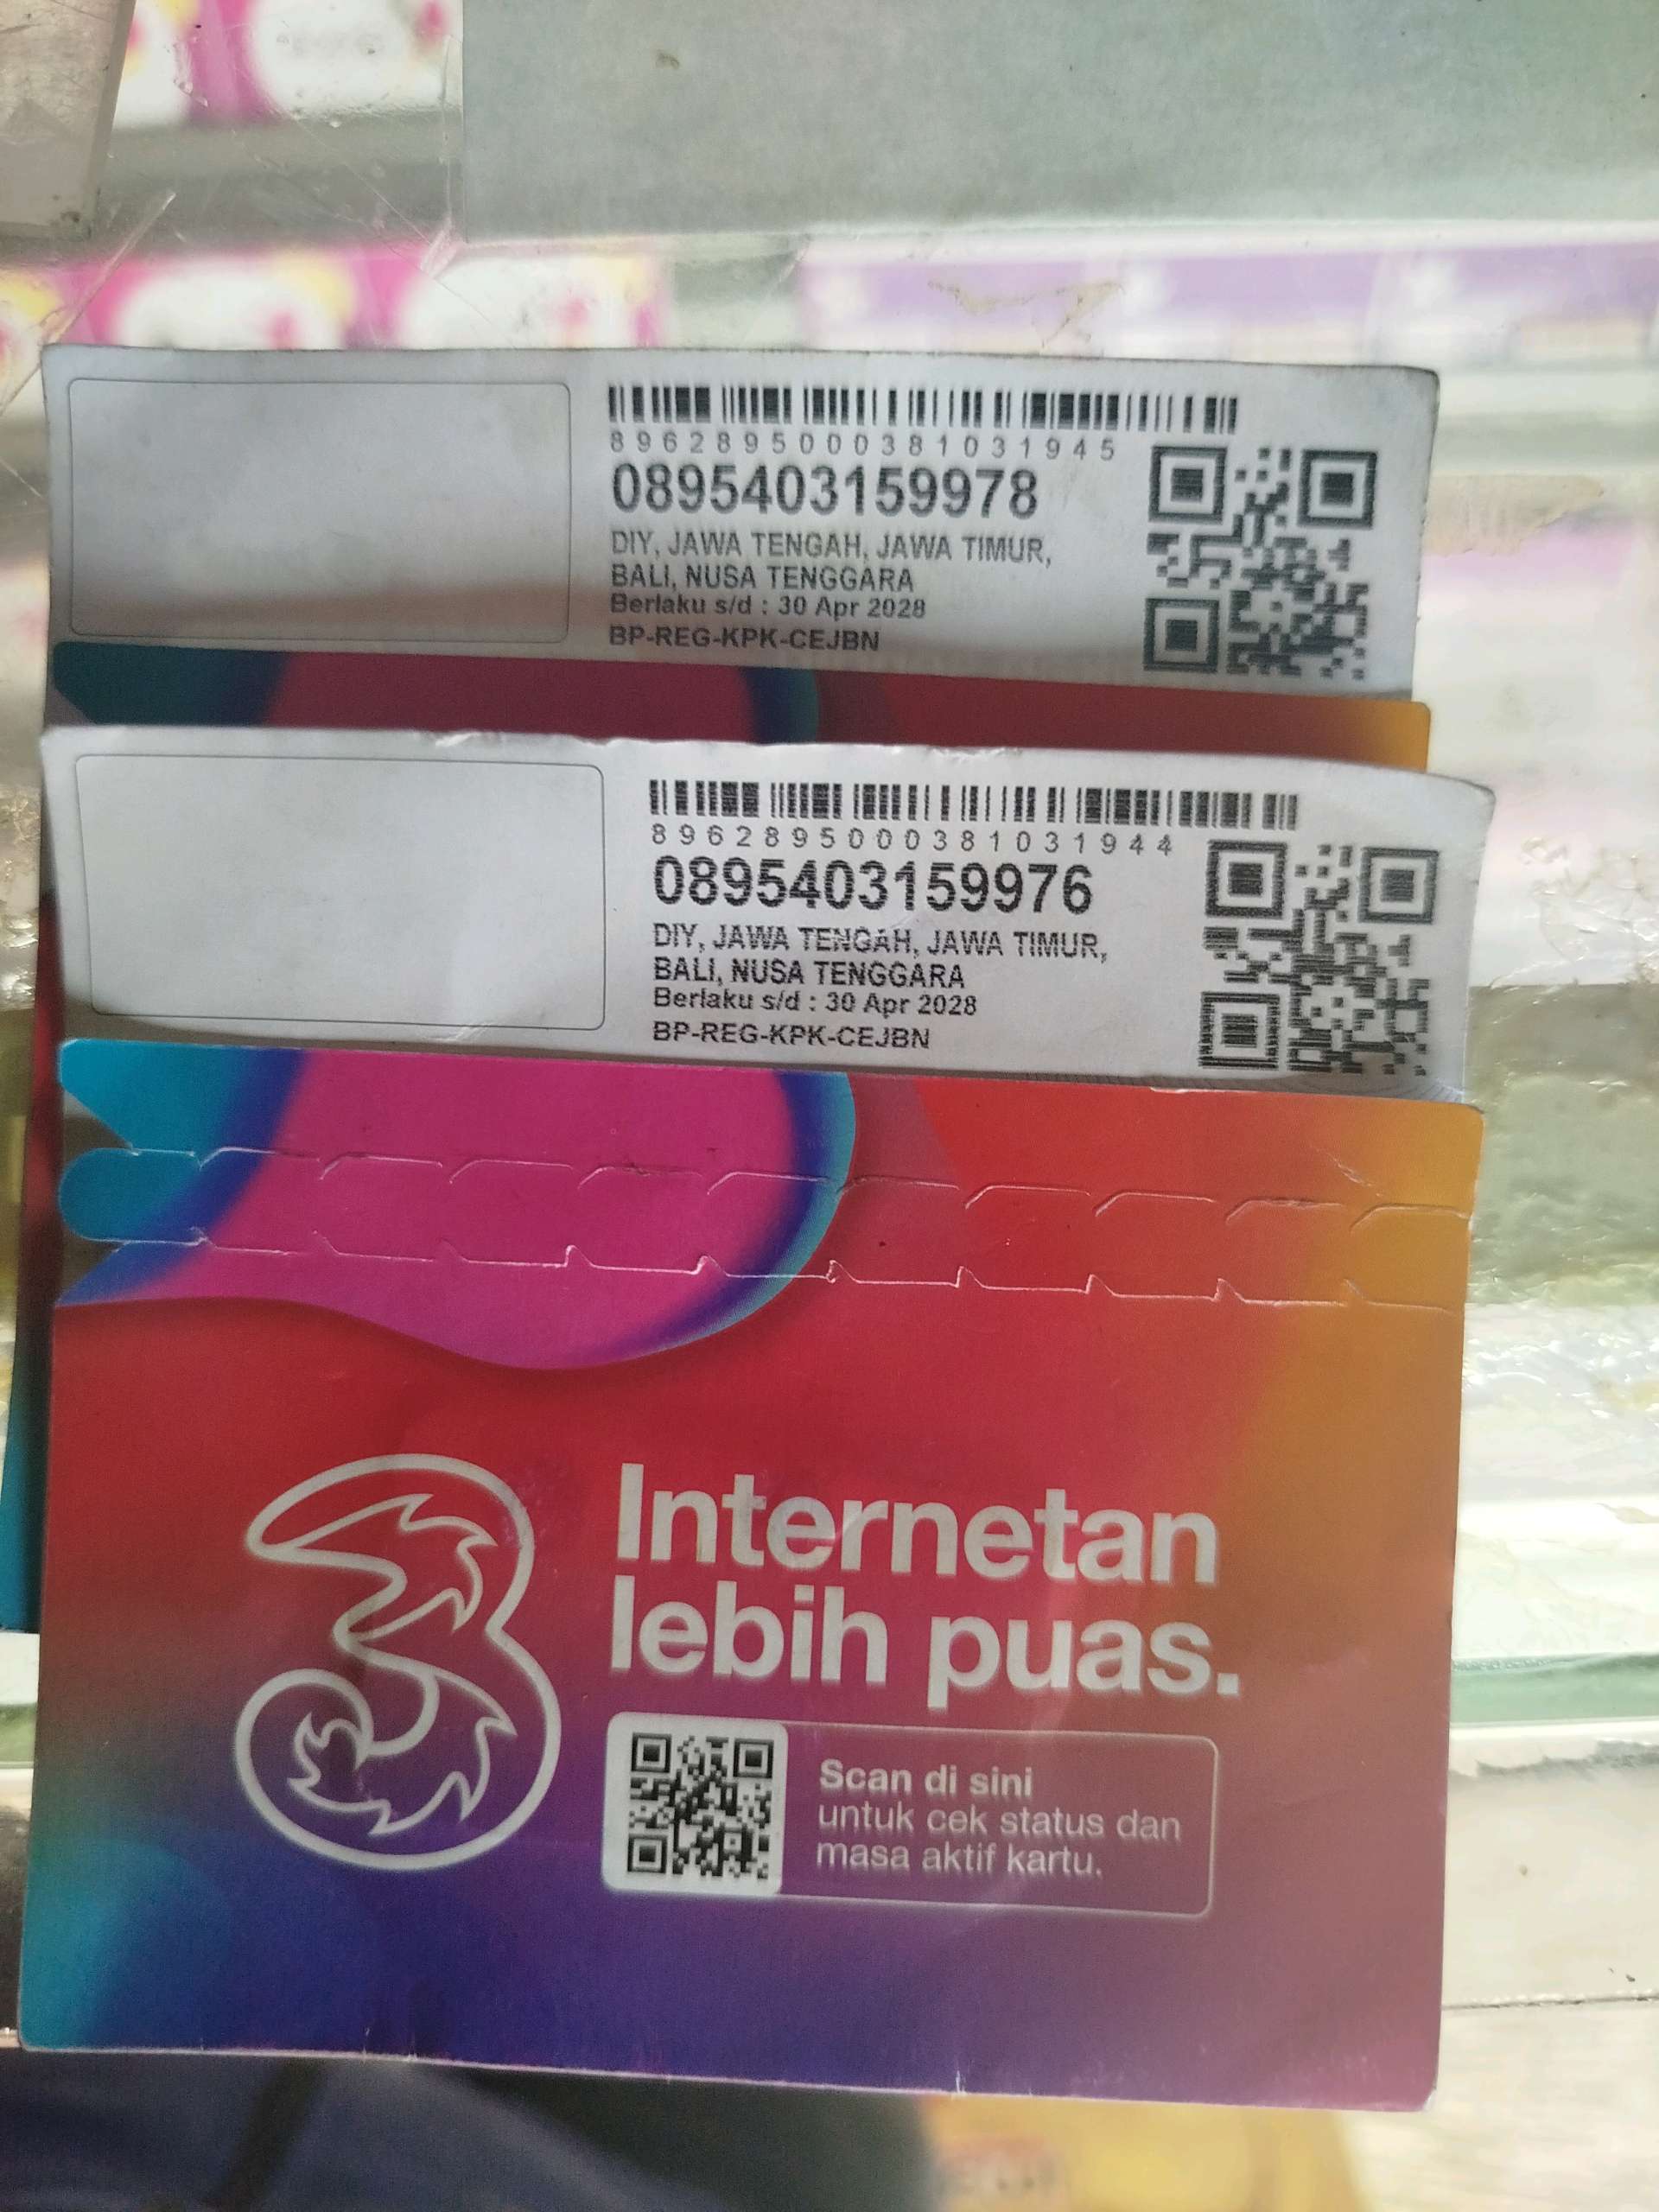 8962895000381031945
0895403159978
DIY, JAWA TENGAH, JAWA TIMUR,
BALI, NUSA TENGGARA
Berlaku s/d : 30 Apr 2028
BP-REG-KPK-CEJBN
8962895000381031944
0895403159976
DIY, JAWA TENGAH, JAWA TIMUR,
BALI, NUSA TENGGARA
Berlaku s/d : 30 Apr 2028
BP-REG-KPK-CEJBN
3
Internetan
lebih puas.
Scan di sini
untuk cek status dan
masa aktif kartu.